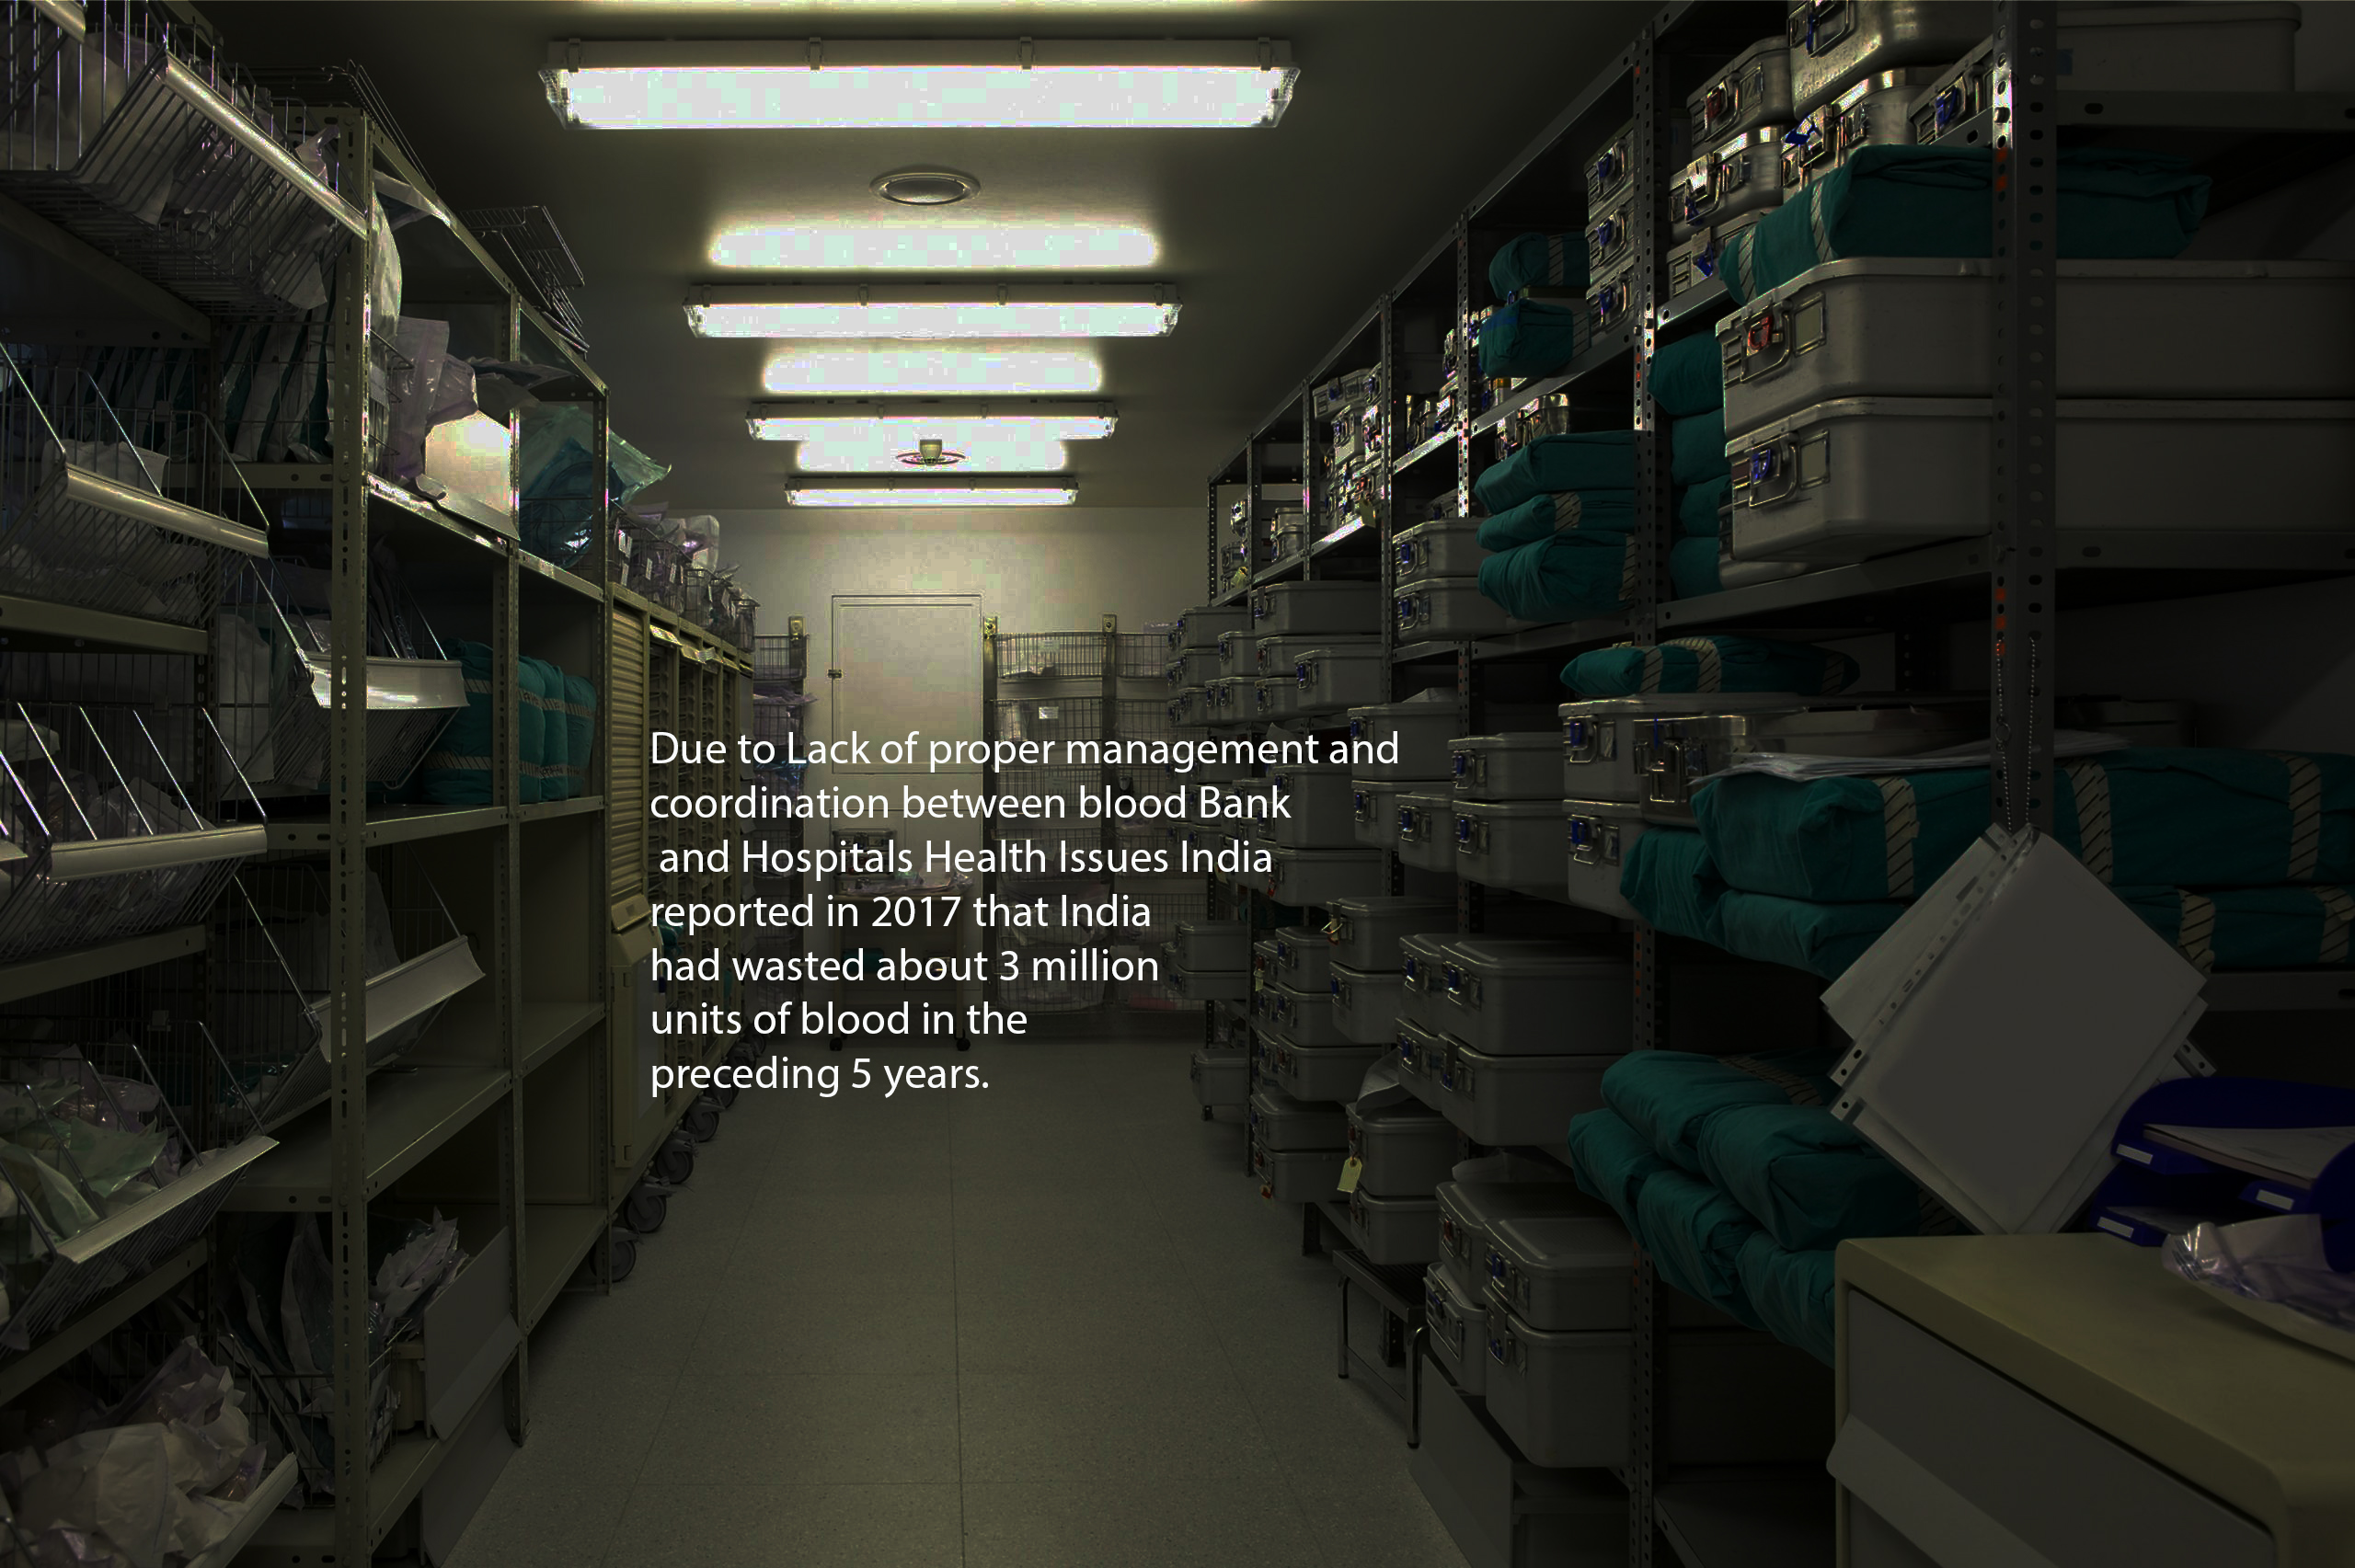 Due to Lack of proper management and
coordination between blood Bank
and Hospitals Health Issues India
reported in 2017 that India
had wasted about 3 million
units of blood in the
preceding 5 years.